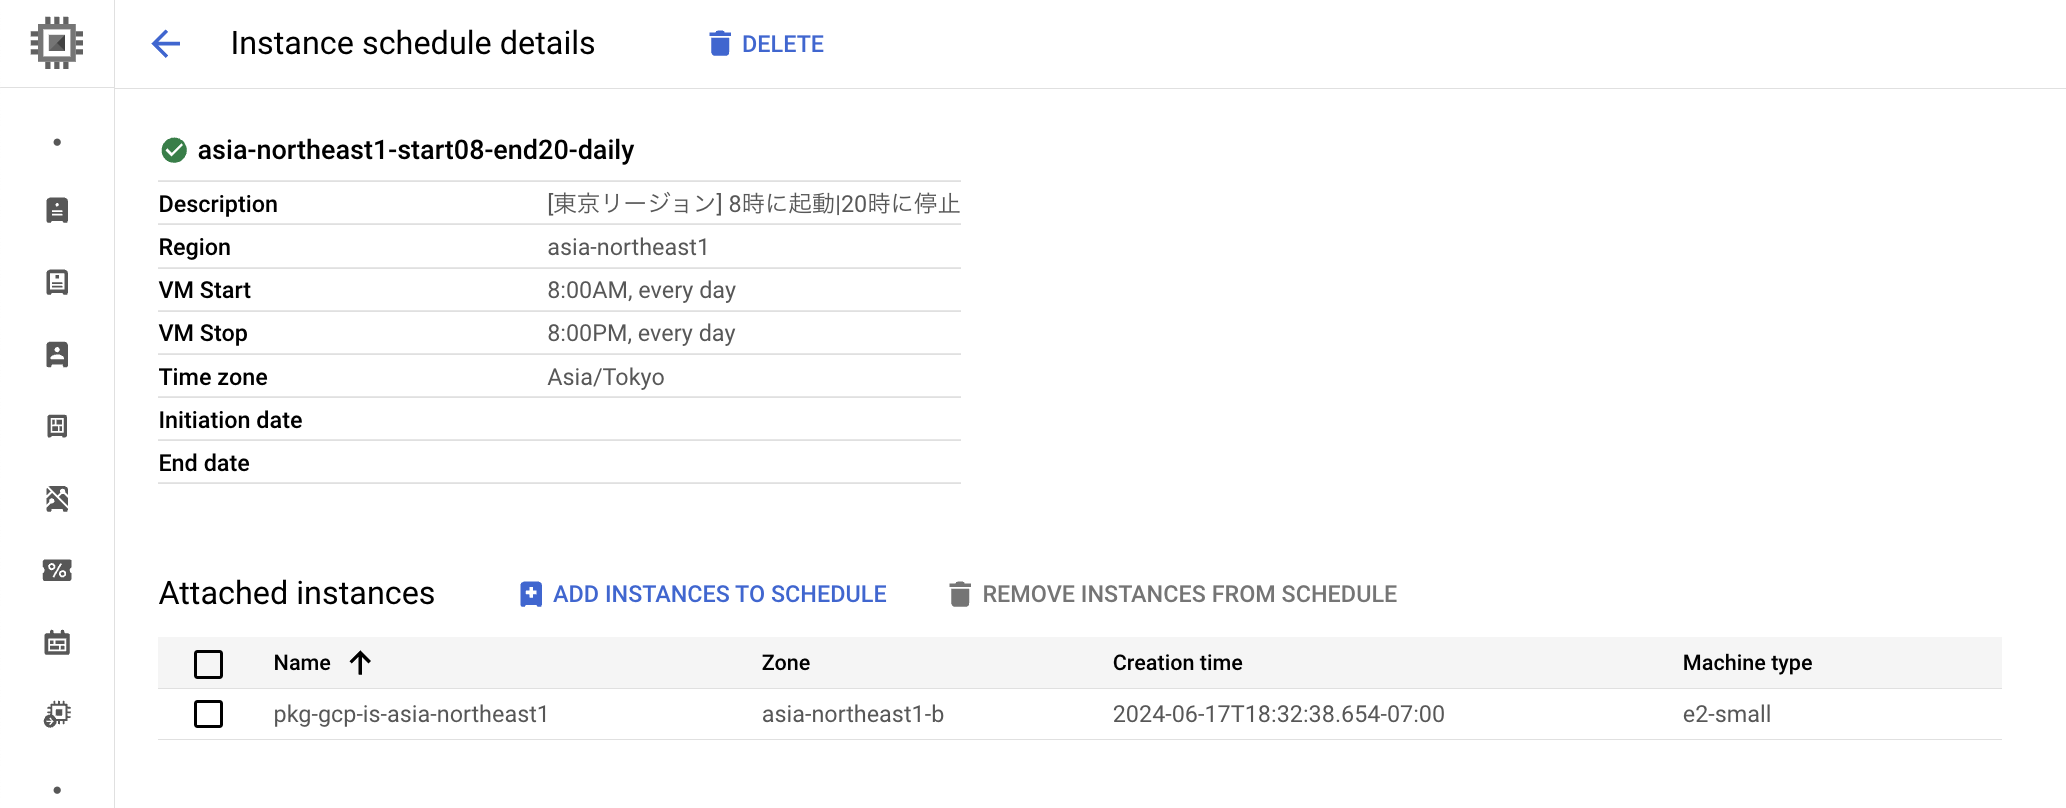 Instance schedule details DELETE
asia-northeast1-start08-end20-daily
Description [東京リージョン] 8時に起動|20時に停止
Region asia-northeast1
VM Start 8:00AM, every day
VM Stop 8:00PM, every day
Time zone Asia/Tokyo
Initiation date
End date
Attached instances ADD INSTANCES TO SCHEDULE REMOVE INSTANCES FROM SCHEDULE
Name Zone Creation time Machine type
pkg-gcp-is-asia-northeast1 asia-northeast1-b 2024-06-17T18:32:38.654-07:00 e2-small